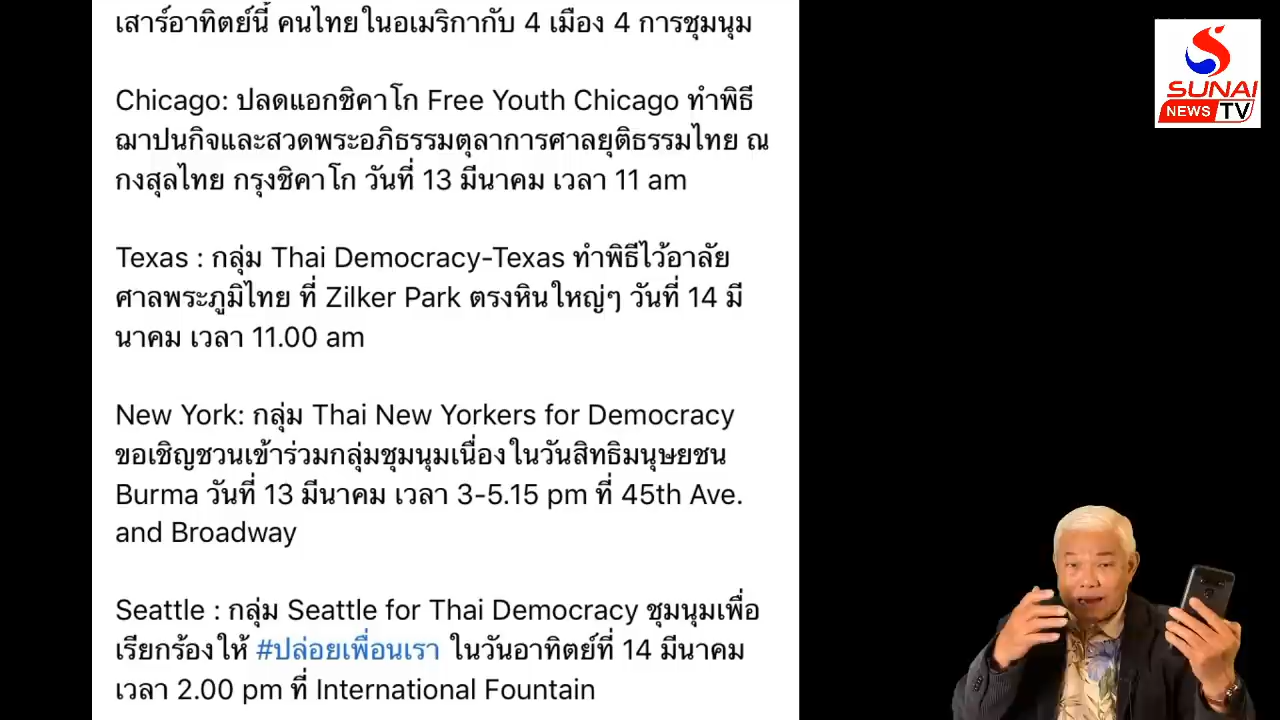 เสาร์อาทิตย์นี้ คนไทยในอเมริกากับ 4 เมือง 4 การชุมนุม
Chicago: ปลดแอกชิคาโก Free Youth Chicago ทำพิธี
ฌาปนกิจและสวดพระอภิธรรมตุลาการศาลยุติธรรมไทย ณ
กงสุลไทย กรุงชิคาโก วันที่ 13 มีนาคม เวลา 11 am
Texas : กลุ่ม Thai Democracy-Texas ทำพิธีไว้อาลัย
ศาลพระภูมิไทย ที่ Zilker Park ตรงหินใหญ่ๆ วันที่ 14 มี
นาคม เวลา 11.00 am
New York: กลุ่ม Thai New Yorkers for Democracy
ขอเชิญชวนเข้าร่วมกลุ่มชุมนุมเนื่องในวันสิทธิมนุษยชน
Burma วันที่ 13 มีนาคม เวลา 3-5.15 pm ที่ 45th Ave.
and Broadway
Seattle : กลุ่ม Seattle for Thai Democracy ชุมนุมเพื่อ
เรียกร้องให้ #ปล่อยเพื่อนเรา ในวันอาทิตย์ที่ 14 มีนาคม
เวลา 2.00 pm ที่ International Fountain
SUNAI
NEWS TV